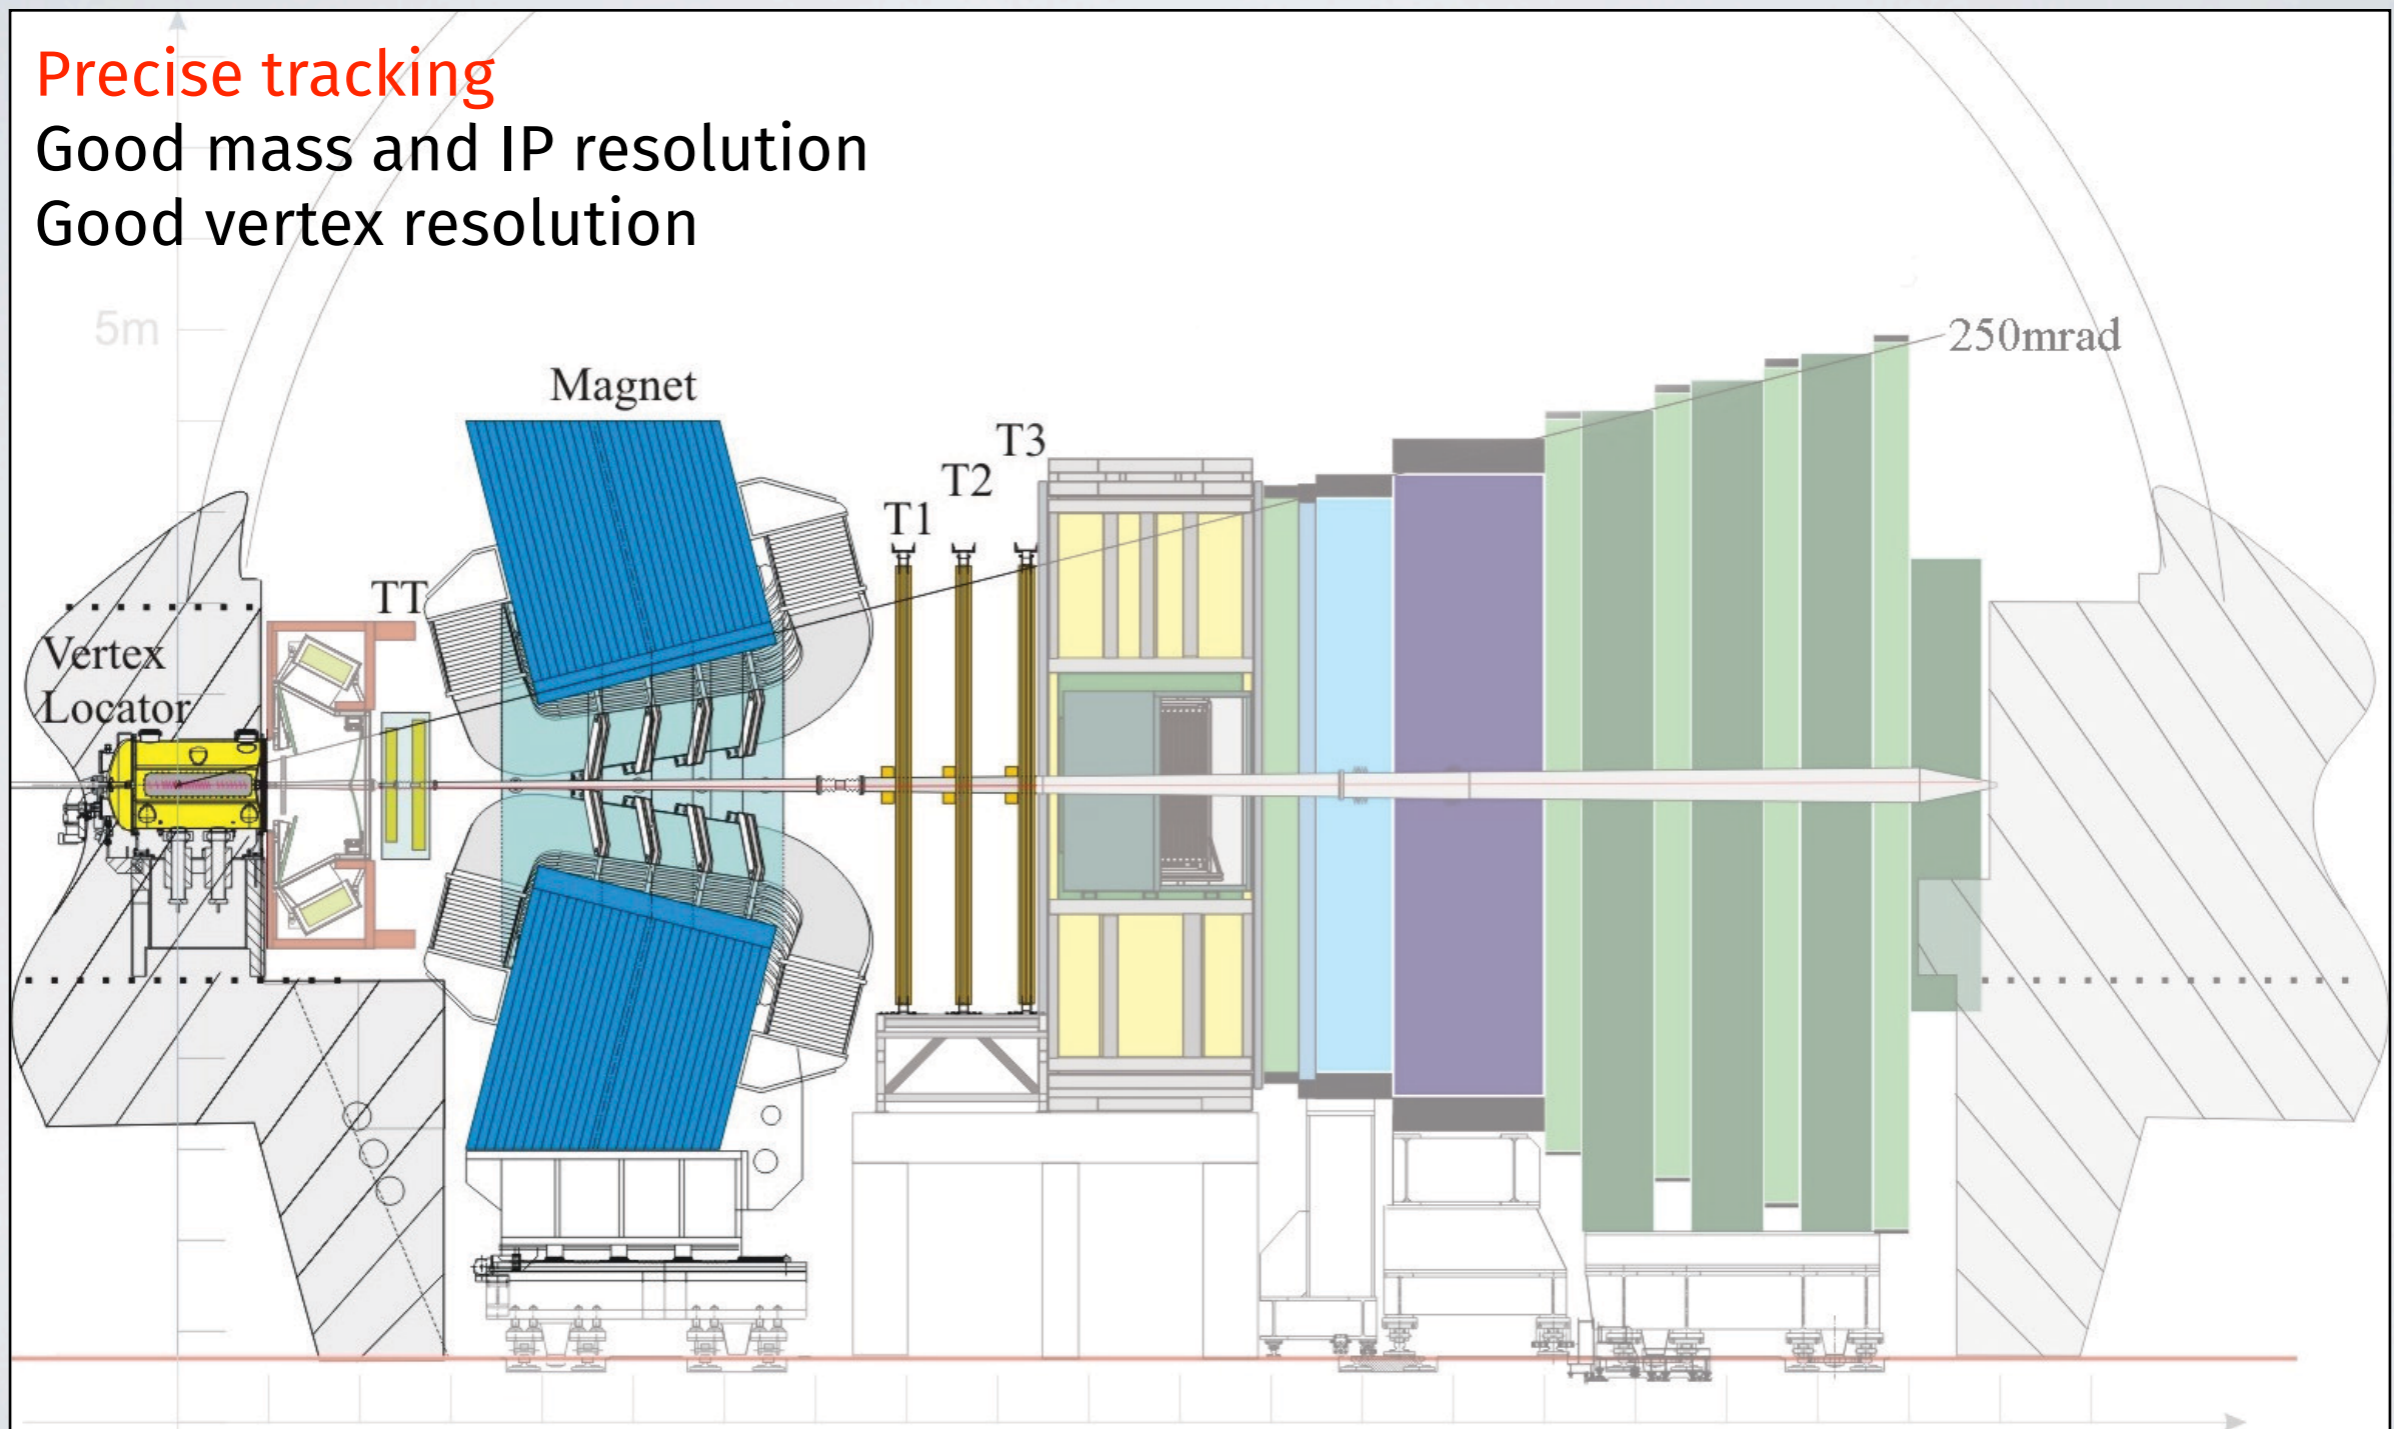 Precise tracking
Good mass and IP resolution
Good vertex resolution
5m
250mrad
Magnet
T3
T2
T1
TT
Vertex
Locator